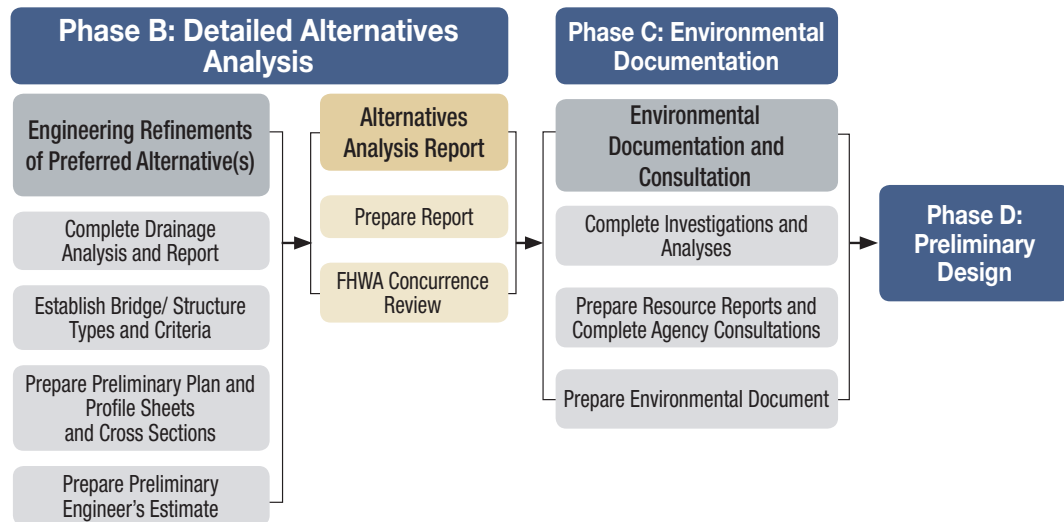 Phase B: Detailed Alternatives
Analysis
Engineering Refinements
of Preferred Alternative(s)
Complete Drainage
Analysis and Report
Establish Bridge/ Structure
Types and Criteria
Prepare Preliminary Plan and
Profile Sheets
and Cross Sections
Prepare Preliminary
Engineer’s Estimate
Alternatives
Analysis Report
Prepare Report
FHWA Concurrence
Review
Phase C: Environmental
Documentation
Environmental
Documentation and
Consultation
Complete Investigations and
Analyses
Prepare Resource Reports and
Complete Agency Consultations
Prepare Environmental Document
Phase D:
Preliminary
Design